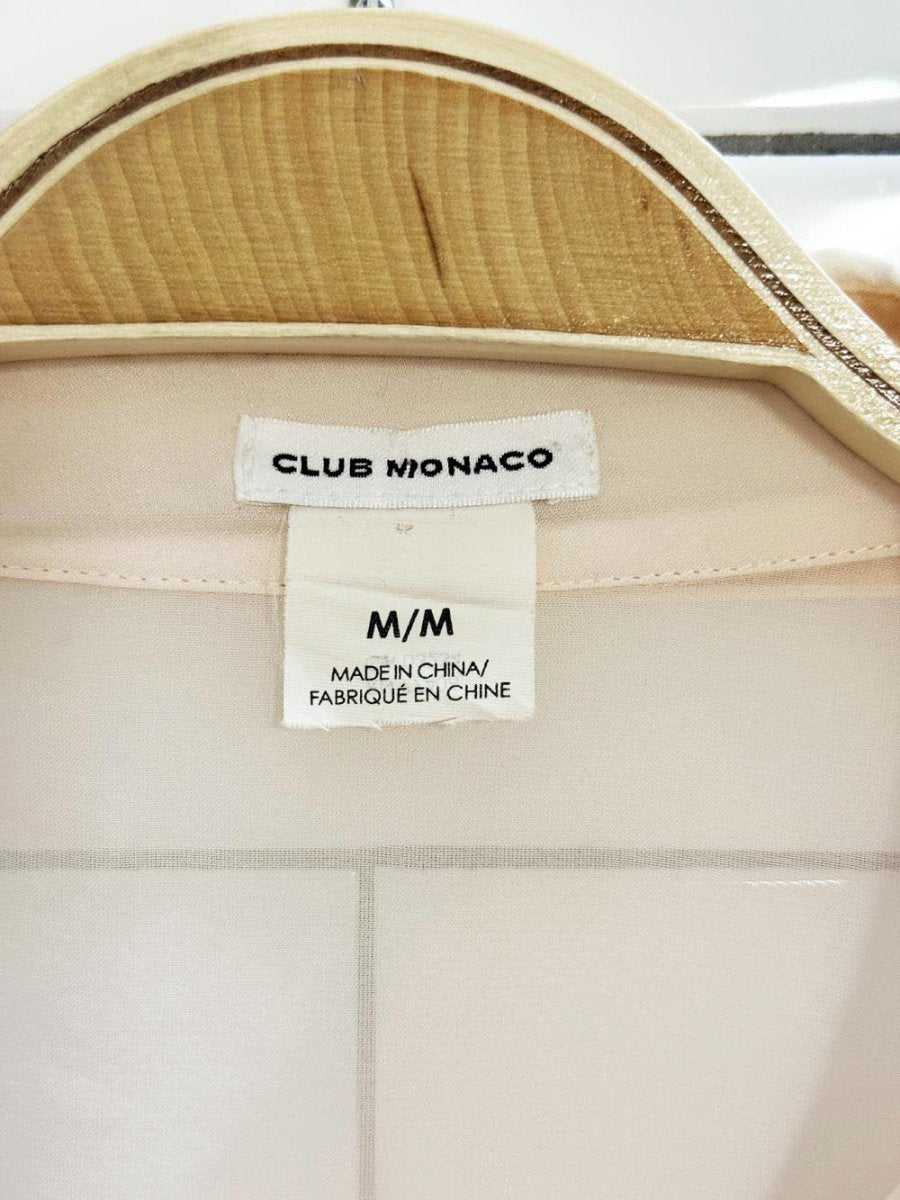 CLUB MONACO
M/M
MADE IN CHINA/
FABRIQUÉ EN CHINE